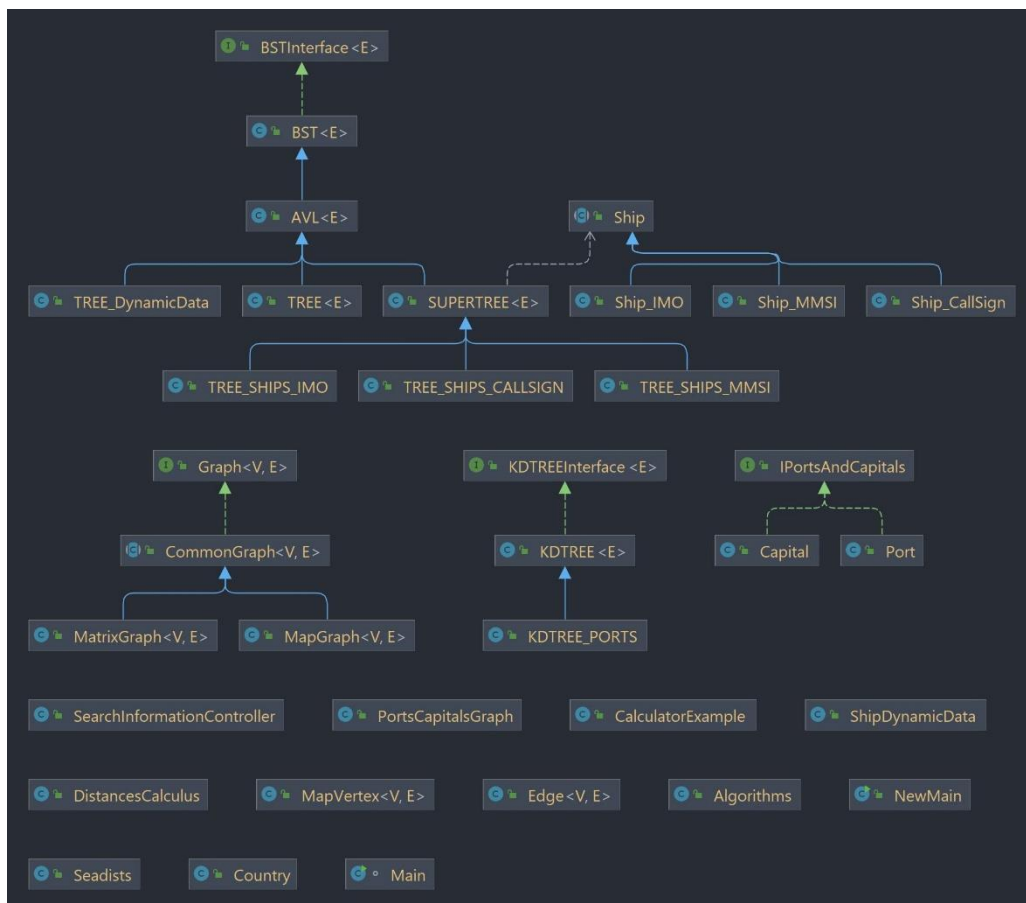 BSTInterface<E>
BST<E>
AVL<E>
Ship
TREE_DynamicData
TREE<E>
SUPERTREE<E>
Ship_IMO
Ship_MMSI
Ship_CallSign
TREE_SHIPS_IMO
TREE_SHIPS_CALLSIGN
TREE_SHIPS_MMSI
Graph<V, E>
KDTREEInterface <E>
IPortsAndCapitals
CommonGraph<V, E>
KDTREE <E>
Capital
Port
MatrixGraph<V, E>
MapGraph<V, E>
KDTREE_PORTS
SearchInformationController
PortsCapitalsGraph
CalculatorExample
ShipDynamicData
DistancesCalculus
MapVertex<V, E>
Edge<V, E>
Algorithms
NewMain
Seadists
Country
Main